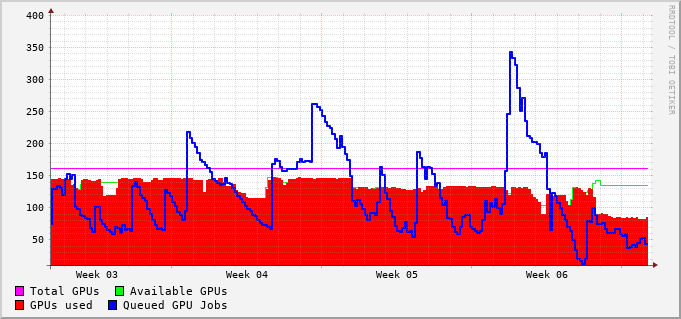 400
350
300
250
200
150
100
50
Week 03 Week 04 Week 05 Week 06
Total GPUs Available GPUs
GPUs used Queued GPU Jobs
RRDTOOL / TOBI OETIKER